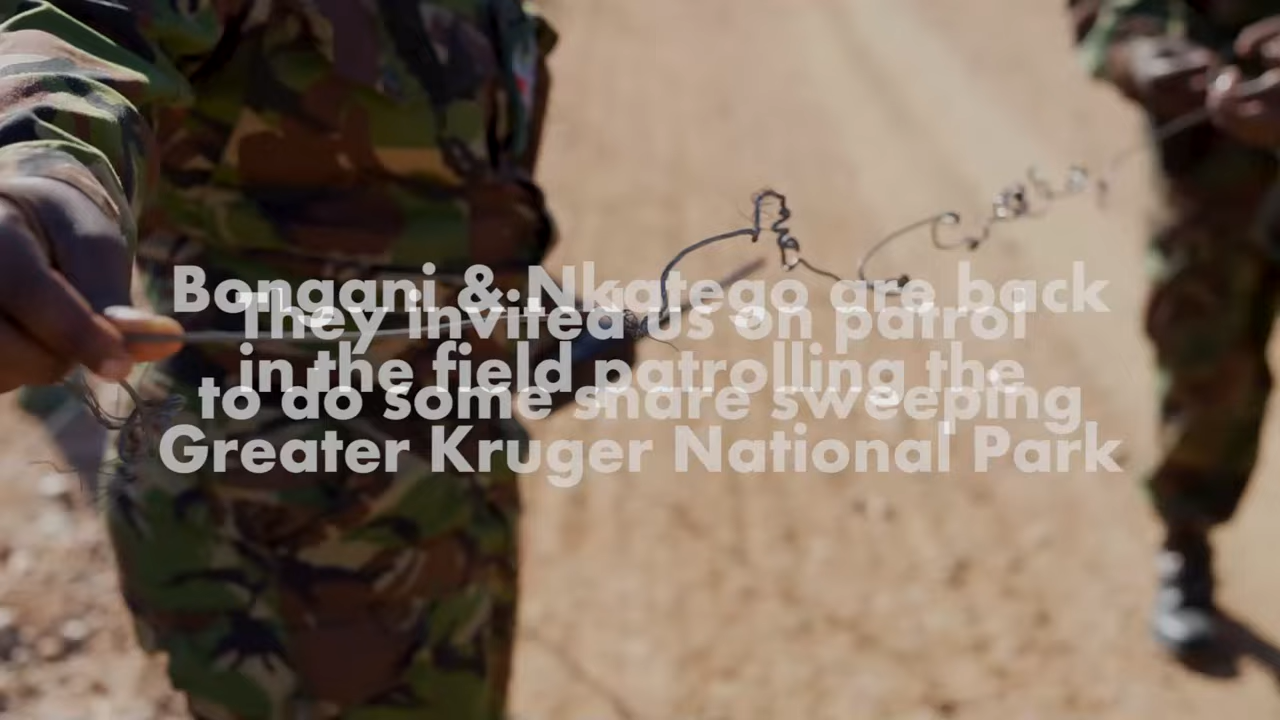 Bongani & Nkatego are back
in the field patrolling the
Greater Kruger National Park
They invited us on patrol
to do some snare sweeping